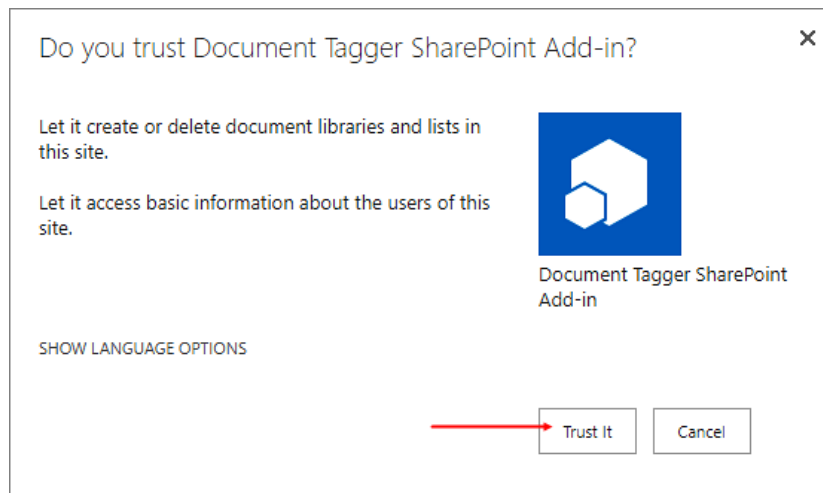 Do you trust Document Tagger SharePoint Add-in?
Let it create or delete document libraries and lists in
this site.
Let it access basic information about the users of this
site.
Document Tagger SharePoint
Add-in
SHOW LANGUAGE OPTIONS
Trust It
Cancel